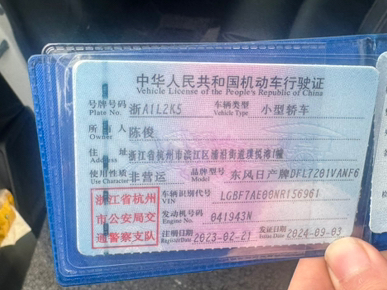 中华人民共和国机动车行驶证
Vehicle License of the People's Republic of China
号牌号码 浙A1L2K5 车辆类型 小型轿车
Plate No. Vehicle Type
所有人 陈俊
Owner
住址 浙江省杭州市滨江区浦沿街道
Address
使用性质 非营运 品牌型号 东风日产牌DFL7201VANF6
Use Character
浙江省杭州
市公安局交
通警察支队
车辆识别代号 LGBF7AE00NR156961
VIN
发动机号码 041943N
Engine No.
注册日期 2023-02-21 发证日期 2024-09-03
Register Date Issue Date